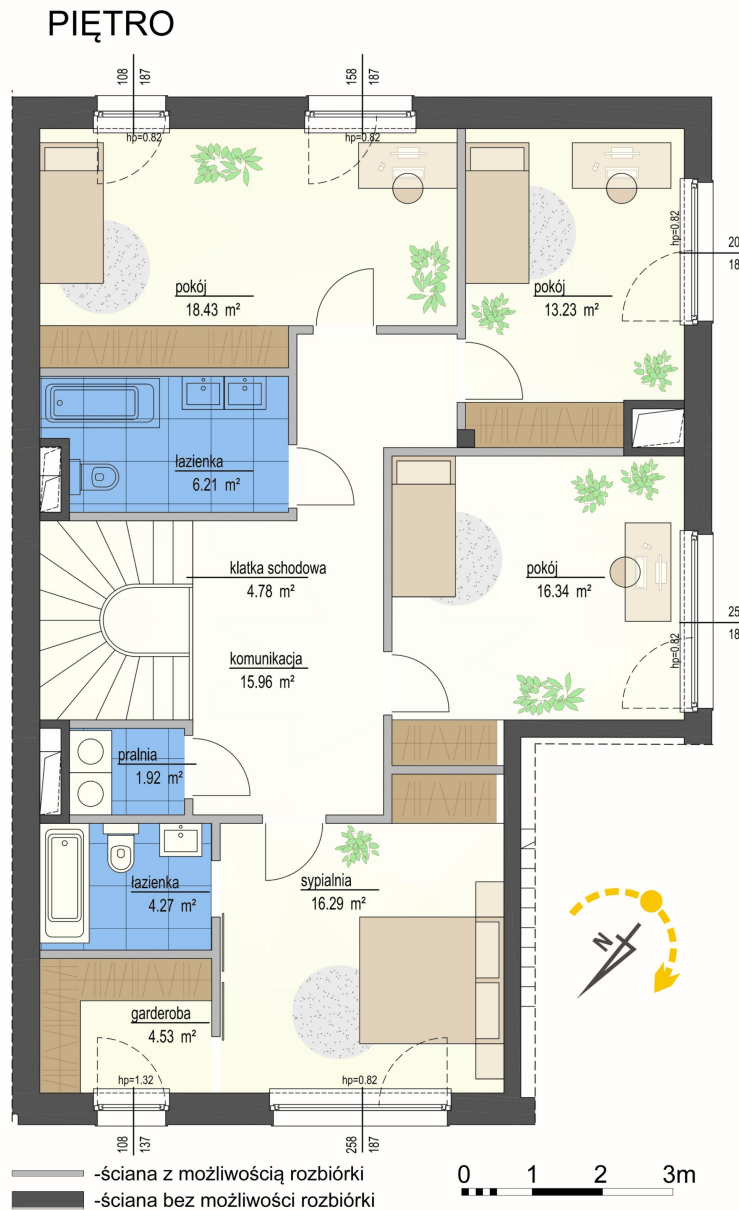 PIĘTRO
108
187
158
187
hp=0.82
hp=0.82
hp=0.82
20
18
pokój
18.43 m²
pokój
13.23 m²
łazienka
6.21 m²
klatka schodowa
4.78 m²
pokój
16.34 m²
25
18
hp=0.82
komunikacja
15.96 m²
pralnia
1.92 m²
łazienka
4.27 m²
sypialnia
16.29 m²
N
garderoba
4.53 m²
hp=1.32
hp=0.82
108
137
258
187
-ściana z możliwością rozbiórki
0 1 2 3m
-ściana bez możliwości rozbiórki